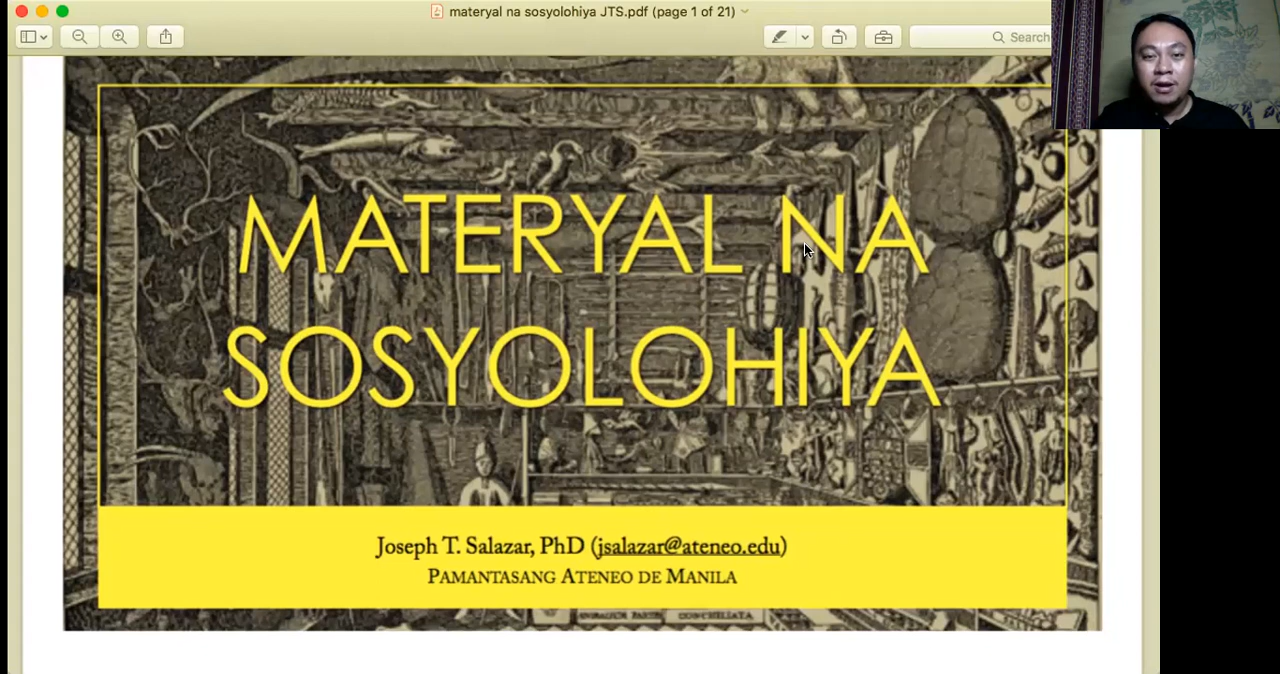 materyal na sosyolohiya JTS.pdf (page 1 of 21)
Search
MATERYAL NA
SOSYOLOHIYA
Joseph T. Salazar, PhD (jsalazar@ateneo.edu)
PAMANTASANG ATENEO DE MANILA
CONCHILIATA